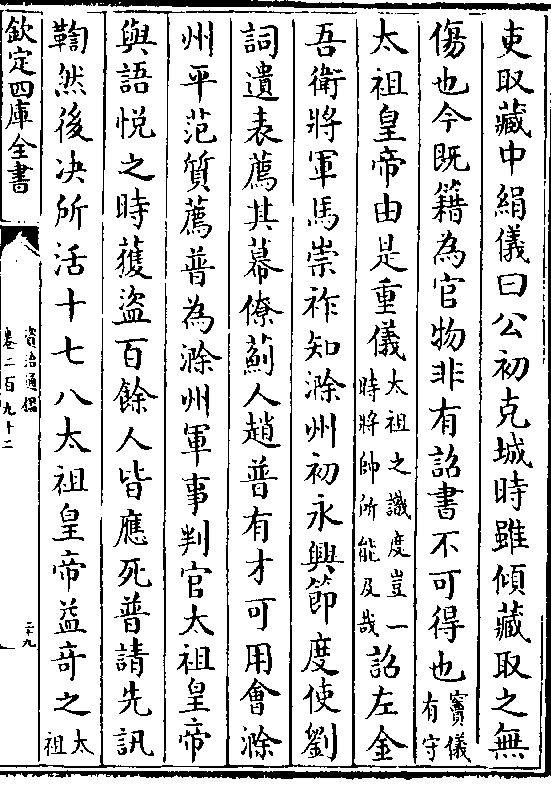 吏取藏中絹儀曰公初克城時雖傾藏取之無
傷也今既籍為官物非有詔書不可得也竇儀有守
太祖皇帝由是重儀太祖之識度豈一時將帥所能及哉詔左金
吾衛將軍馬崇祚知滁州初永興節度使劉
詞遺表薦其幕僚薊人趙普有才可用會滁
州平范質薦普為滁州軍事判官太祖皇帝
與語悅之時獲盜百餘人皆應死普請先訊
鞫然後決所活十七八太祖皇帝益奇之太祖
欽定四庫全書
資治通鑑
卷二百九十二
二十九